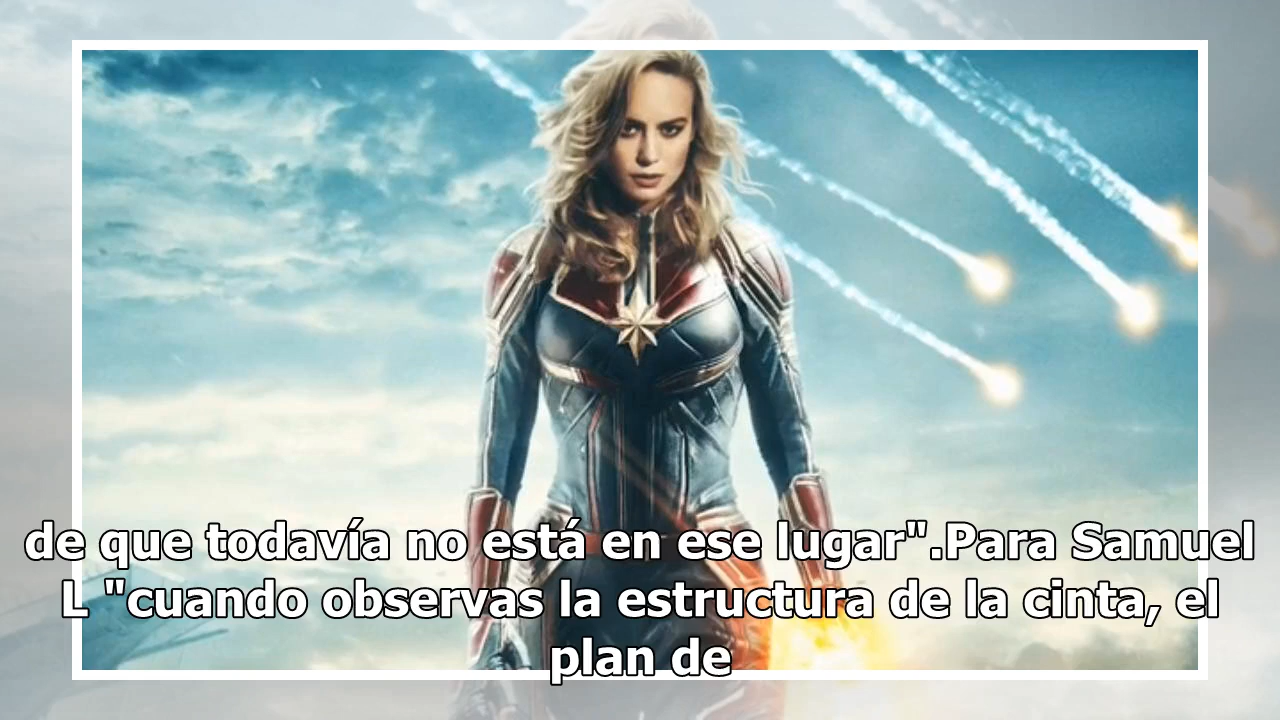 de que todavía no está en ese lugar".Para Samuel
L "cuando observas la estructura de la cinta, el
plan de